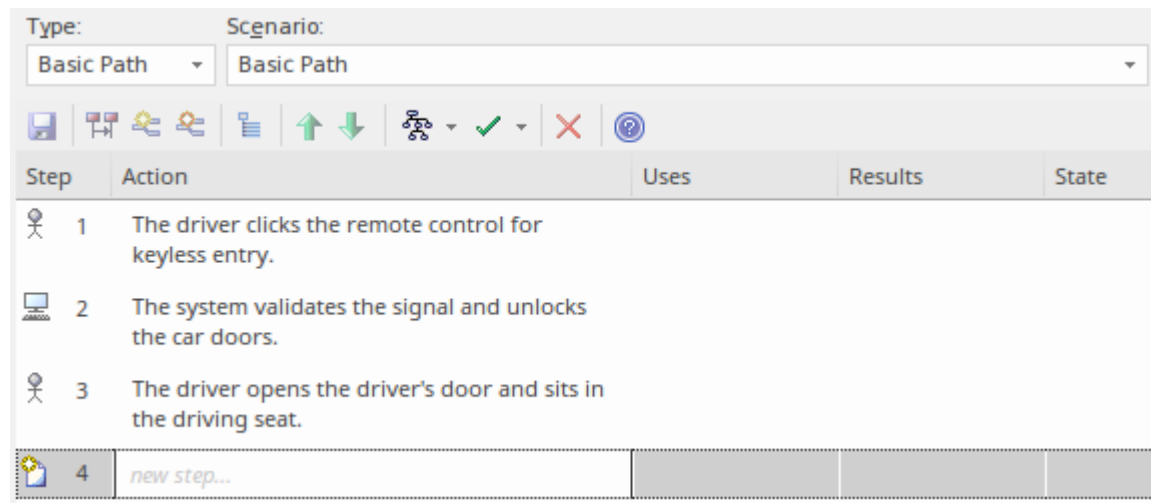 Type: Scenario:
Basic Path Basic Path
Step Action Uses Results State
1 The driver clicks the remote control for
keyless entry.
2 The system validates the signal and unlocks
the car doors.
3 The driver opens the driver's door and sits in
the driving seat.
4 new step...